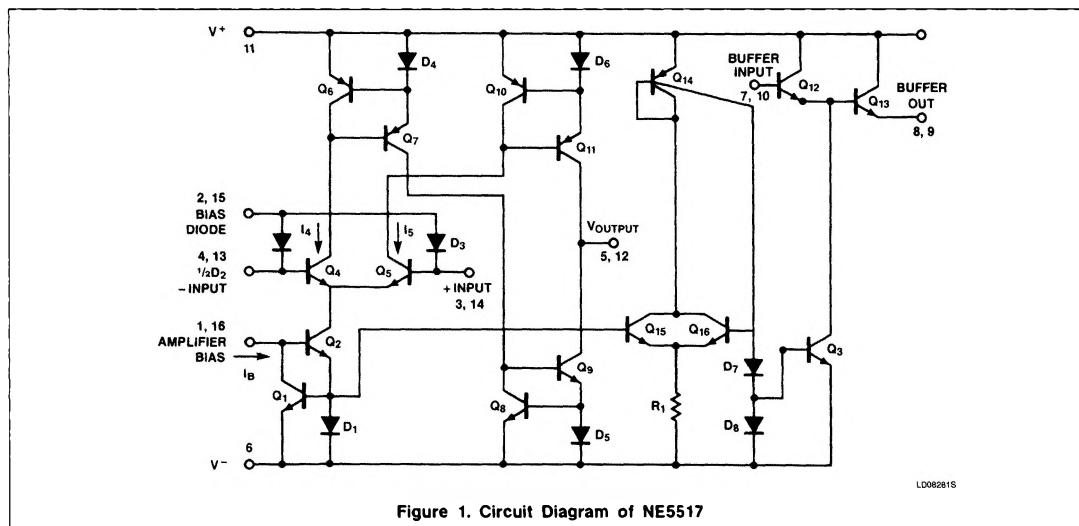 V+
11
D4
D6
Q6
Q10
Q14
BUFFER
INPUT
7, 10
Q12
Q13
BUFFER
OUT
8, 9
Q7
Q11
2, 15
BIAS
DIODE
I4
I5
D3
VOUTPUT
5, 12
4, 13
1/2D2
–INPUT
Q4
Q5
+INPUT
3, 14
1, 16
AMPLIFIER
BIAS
IB
Q2
Q15
Q16
Q1
D1
Q9
Q8
D5
R1
D7
D8
Q3
6
V–
LD08281S
Figure 1. Circuit Diagram of NE5517